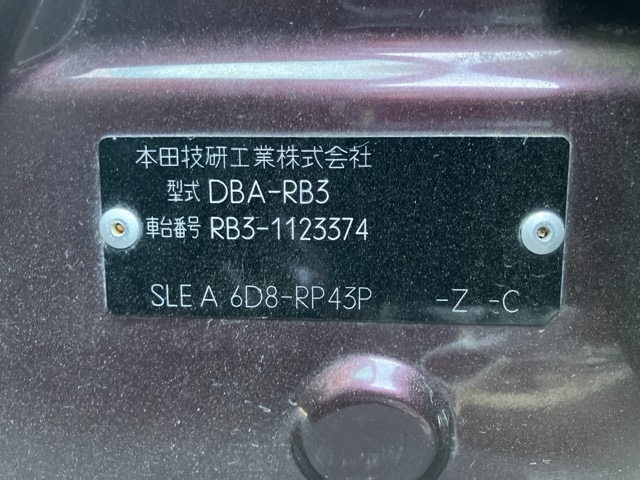 本田技研工業株式会社
型式 DBA-RB3
車台番号 RB3-1123374
SLE A 6D8-RP43P -Z -C